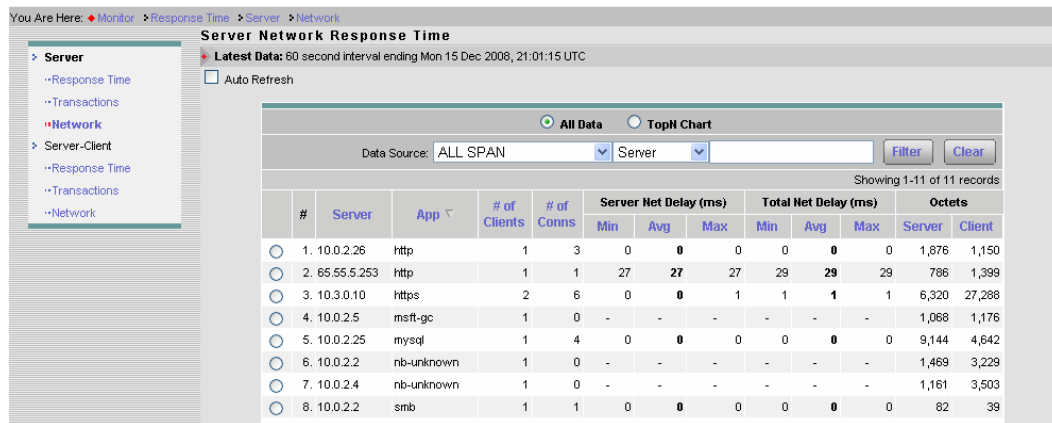 You Are Here: Monitor Response Time Server Network
Server Network Response Time
Server
Latest Data: 60 second interval ending Mon 15 Dec 2008, 21:01:15 UTC
Response Time
Auto Refresh
Transactions
Network
All Data TopN Chart
Server-Client
Data Source: ALL SPAN Server Filter Clear
Response Time
Showing 1-11 of 11 records
Transactions
Network
# Server App # of Clients # of Conns Server Net Delay (ms) Total Net Delay (ms) Octets
Min Avg Max Min Avg Max Server Client
1. 10.0.2.26 http 1 3 0 0 0 0 0 0 1,876 1,150
2. 65.55.5.253 http 1 1 27 27 27 29 29 29 786 1,399
3. 10.3.0.10 https 2 6 0 0 1 1 1 1 6,320 27,288
4. 10.0.2.5 msft-gc 1 0 - - - - - - 1,068 1,176
5. 10.0.2.25 mysql 1 4 0 0 0 0 0 0 9,144 4,642
6. 10.0.2.2 nb-unknown 1 0 - - - - - - 1,469 3,229
7. 10.0.2.4 nb-unknown 1 0 - - - - - - 1,161 3,503
8. 10.0.2.2 smb 1 1 0 0 0 0 0 0 82 39